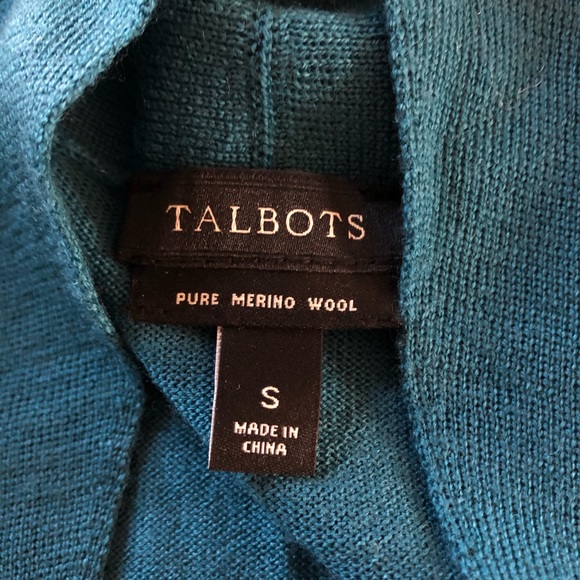 TALBOTS
PURE MERINO WOOL
S
MADE IN
CHINA